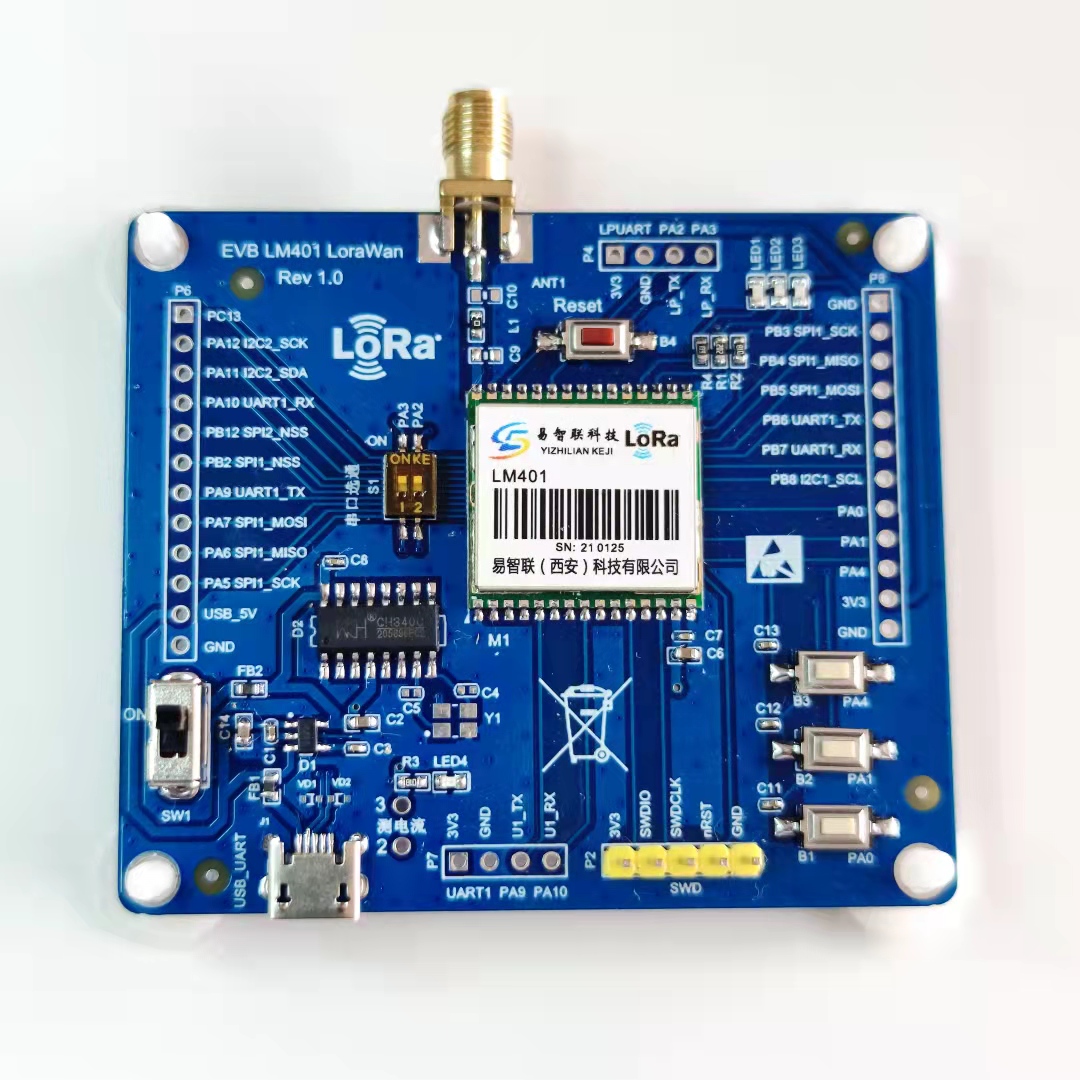 EVB LM401 LoraWan
Rev 1.0
LoRa
ANT1
C10
L1
C9
LPUART PA2 PA3
P4
3V3
GND
LP_TX
LP_RX
LED1
LED2
LED3
Reset
B4
R4
R1
R2
P6
PC13
PA12 I2C2_SCK
PA11 I2C2_SDA
PA10 UART1_RX
PB12 SPI2_NSS
PB2 SPI1_NSS
PA9 UART1_TX
PA7 SPI1_MOSI
PA6 SPI1_MISO
PA5 SPI1_SCK
USB_5V
GND
P8
GND
PB3 SPI1_SCK
PB4 SPI1_MISO
PB5 SPI1_MOSI
PB6 UART1_TX
PB7 UART1_RX
PB8 I2C1_SCL
PA0
PA1
PA4
3V3
GND
PA3
PA2
ON
ONKE
1 2
S1
串口选通
易智联科技 LoRa
YIZHILIAN KEJI
LM401
SN: 210125
易智联（西安）科技有限公司
M1
C8
D2
CH340C
C7
C6
C5
C4
Y1
FB2
ON
C14
C1
C2
C3
D1
FB1
VD1
VD2
SW1
R3
LED4
3
测电流
2
J1
USB_UART
P7
3V3
GND
U1_TX
U1_RX
UART1 PA9 PA10
P2
3V3
SWDIO
SWDCLK
nRST
GND
SWD
C13
B3
PA4
C12
B2
PA1
C11
B1
PA0